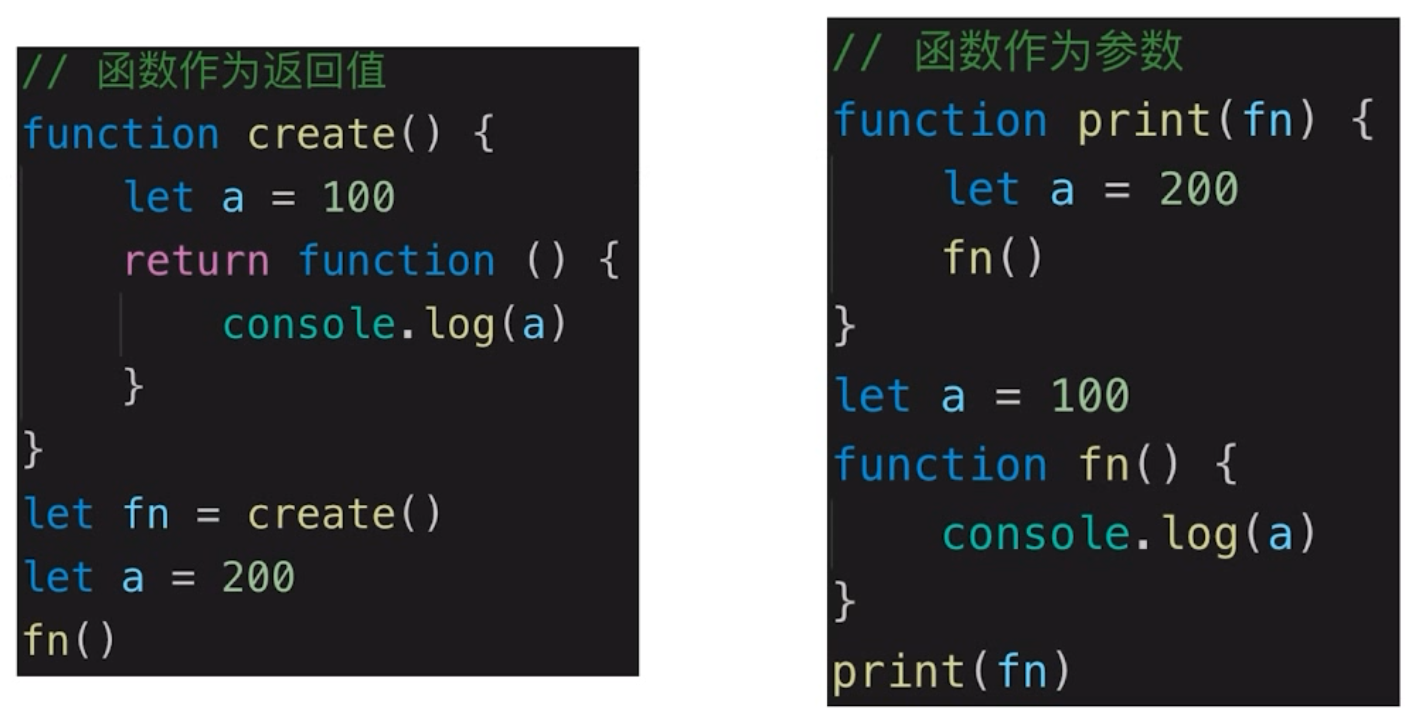 // 函数作为返回值
function create() {
    let a = 100
    return function () {
        console.log(a)
    }
}
let fn = create()
let a = 200
fn()
// 函数作为参数
function print(fn) {
    let a = 200
    fn()
}
let a = 100
function fn() {
    console.log(a)
}
print(fn)